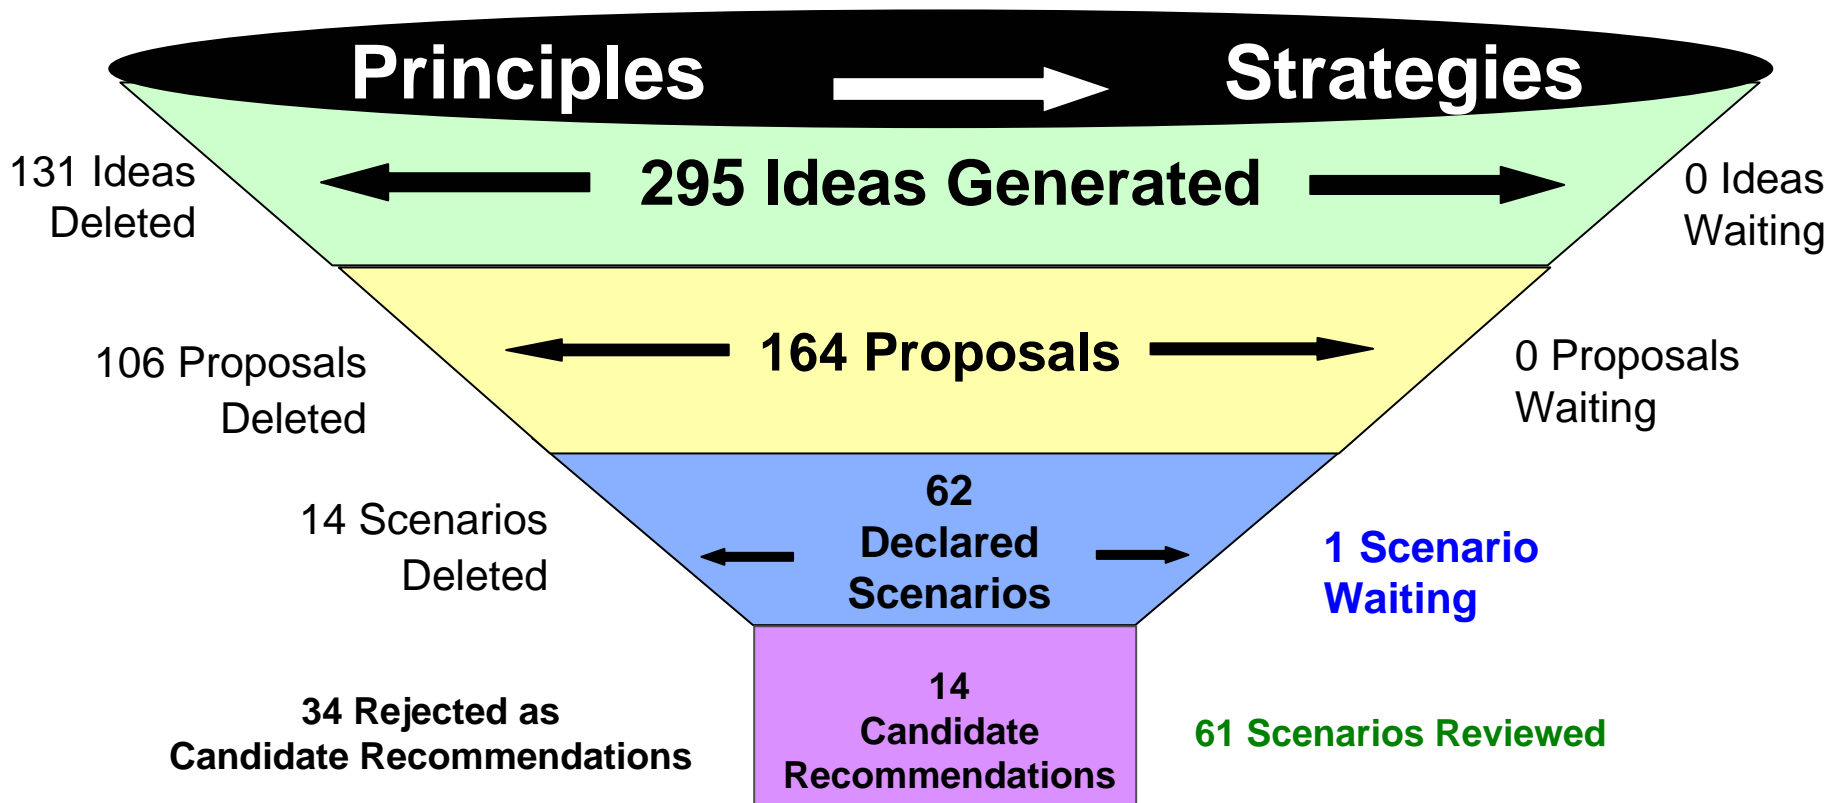 Principles
Strategies
131 Ideas
Deleted
295 Ideas Generated
0 Ideas
Waiting
106 Proposals
Deleted
164 Proposals
0 Proposals
Waiting
14 Scenarios
Deleted
62
Declared
Scenarios
1 Scenario
Waiting
34 Rejected as
Candidate Recommendations
14
Candidate
Recommendations
61 Scenarios Reviewed